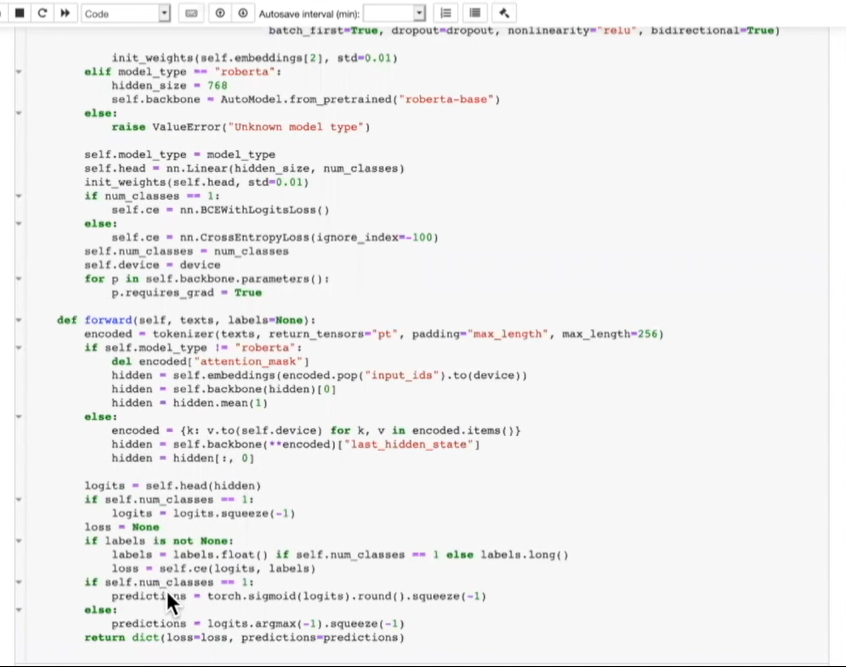 Code
Autosave interval (min):
batch_first=True, dropout=dropout, nonlinearity="relu", bidirectional=True)
init_weights(self.embeddings[2], std=0.01)
elif model_type == "roberta":
hidden_size = 768
self.backbone = AutoModel.from_pretrained("roberta-base")
else:
raise ValueError("Unknown model type")
self.model_type = model_type
self.head = nn.Linear(hidden_size, num_classes)
init_weights(self.head, std=0.01)
if num_classes == 1:
self.ce = nn.BCEWithLogitsLoss()
else:
self.ce = nn.CrossEntropyLoss(ignore_index=-100)
self.num_classes = num_classes
self.device = device
for p in self.backbone.parameters():
p.requires_grad = True
def forward(self, texts, labels=None):
encoded = tokenizer(texts, return_tensors="pt", padding="max_length", max_length=256)
if self.model_type != "roberta":
del encoded["attention_mask"]
hidden = self.embeddings(encoded.pop("input_ids").to(device))
hidden = self.backbone(hidden)[0]
hidden = hidden.mean(1)
else:
encoded = {k: v.to(self.device) for k, v in encoded.items()}
hidden = self.backbone(**encoded)["last_hidden_state"]
hidden = hidden[:, 0]
logits = self.head(hidden)
if self.num_classes == 1:
logits = logits.squeeze(-1)
loss = None
if labels is not None:
labels = labels.float() if self.num_classes == 1 else labels.long()
loss = self.ce(logits, labels)
if self.num_classes == 1:
predictions = torch.sigmoid(logits).round().squeeze(-1)
else:
predictions = logits.argmax(-1).squeeze(-1)
return dict(loss=loss, predictions=predictions)